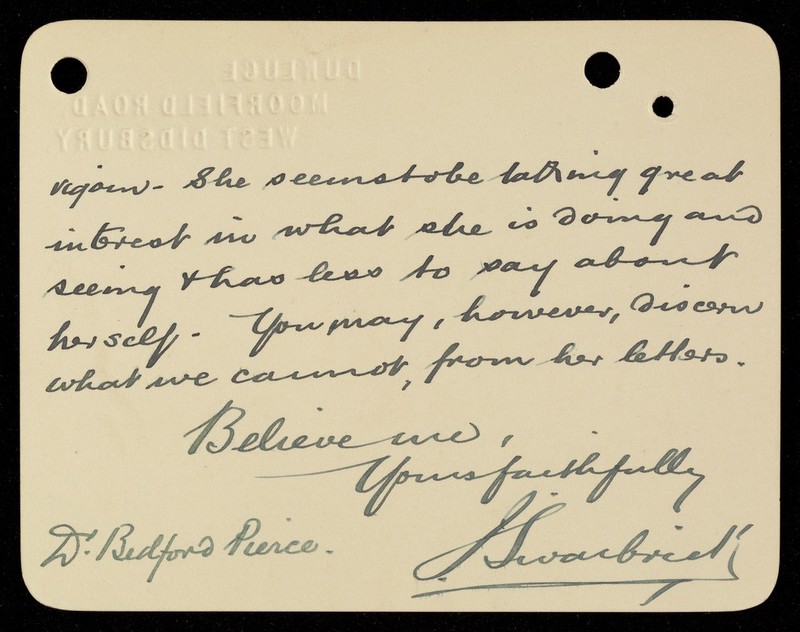 DUNLUCE
MOORFIELD ROAD
WEST DIDSBURY
vigour - She seems to be taking great
interest in what she is doing and
seeing & has less to say about
herself. You may, however, discern
what we cannot, from her letters.
Believe me,
Yours faithfully
J Swarbrick
Dr. Bedford Pierce.